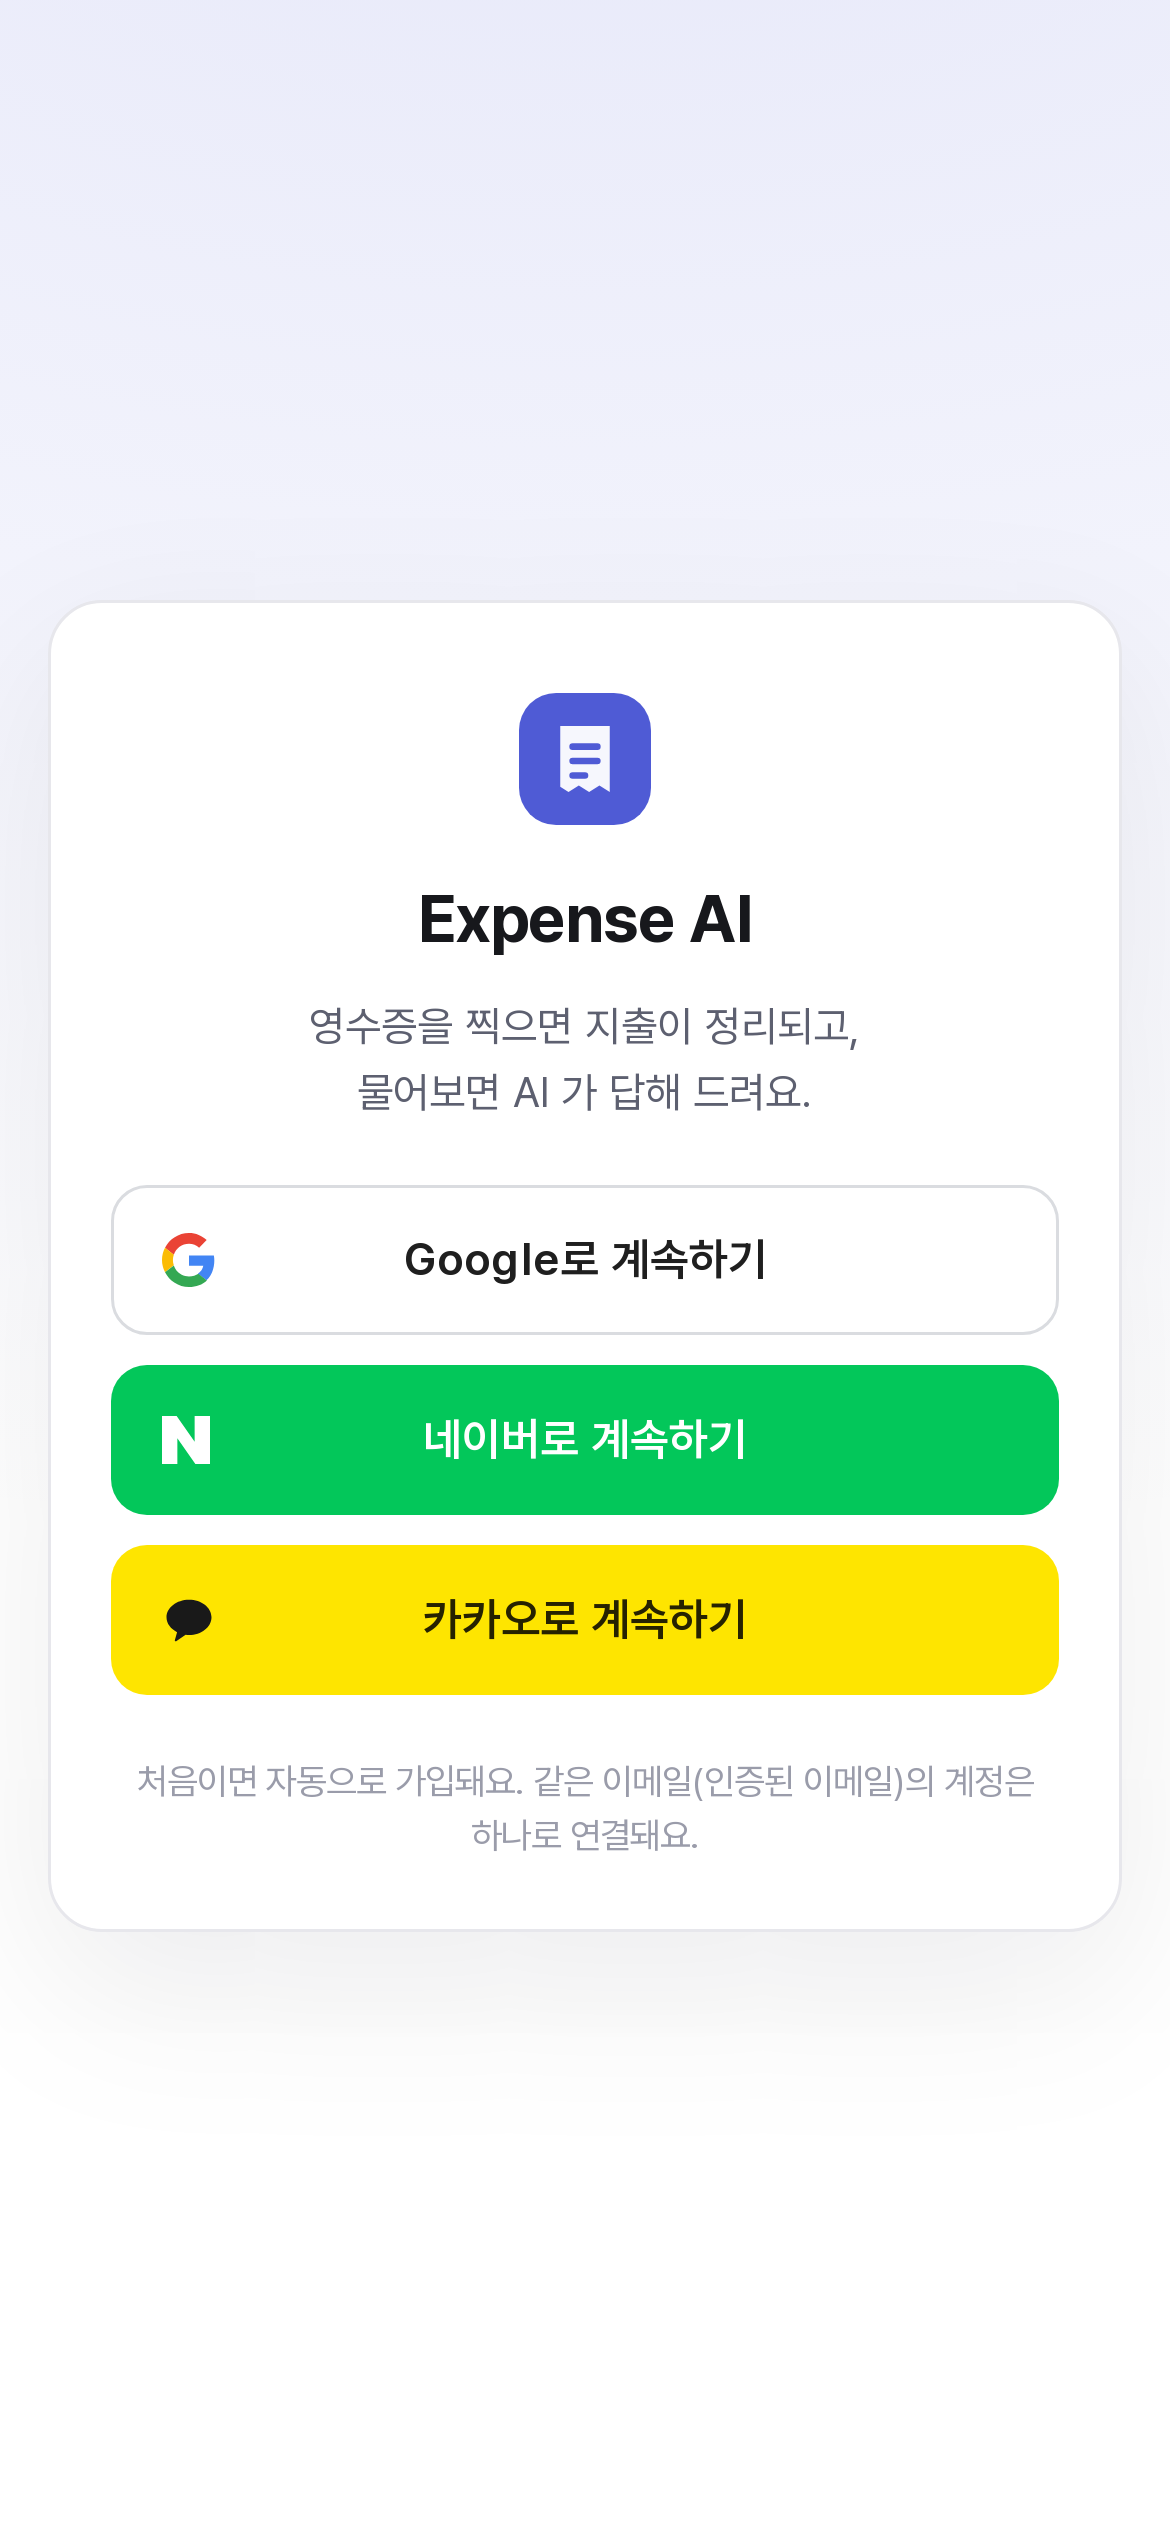 Expense AI
영수증을 찍으면 지출이 정리되고,
물어보면 AI 가 답해 드려요.
Google로 계속하기
네이버로 계속하기
카카오로 계속하기
처음이면 자동으로 가입돼요. 같은 이메일(인증된 이메일)의 계정은
하나로 연결돼요.